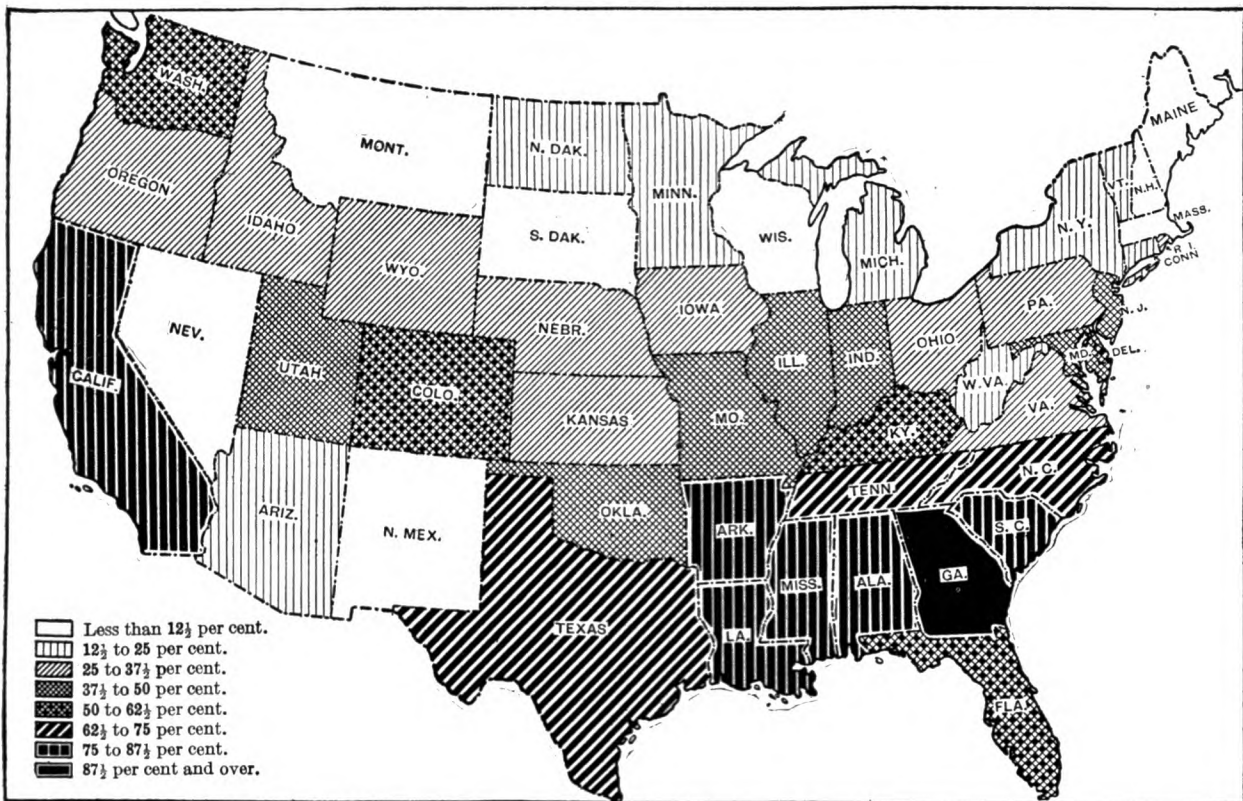 WASH.
MONT.
N. DAK.
MINN.
MAINE
OREGON
IDAHO
S. DAK.
WIS.
MICH.
VT.
N.H.
N.Y.
MASS.
R. I.
CONN
WYO.
NEV.
NEBR.
IOWA
PA.
N.J.
UTAH
COLO.
ILL.
IND.
OHIO
MD.
DEL.
W.VA.
VA.
CALIF.
KANSAS
MO.
KY.
ARIZ.
N. MEX.
OKLA.
ARK.
TENN.
N. C.
S. C.
TEXAS
LA.
MISS.
ALA.
GA.
FLA.
Less than 12½ per cent.
12½ to 25 per cent.
25 to 37½ per cent.
37½ to 50 per cent.
50 to 62½ per cent.
62½ to 75 per cent.
75 to 87½ per cent.
87½ per cent and over.